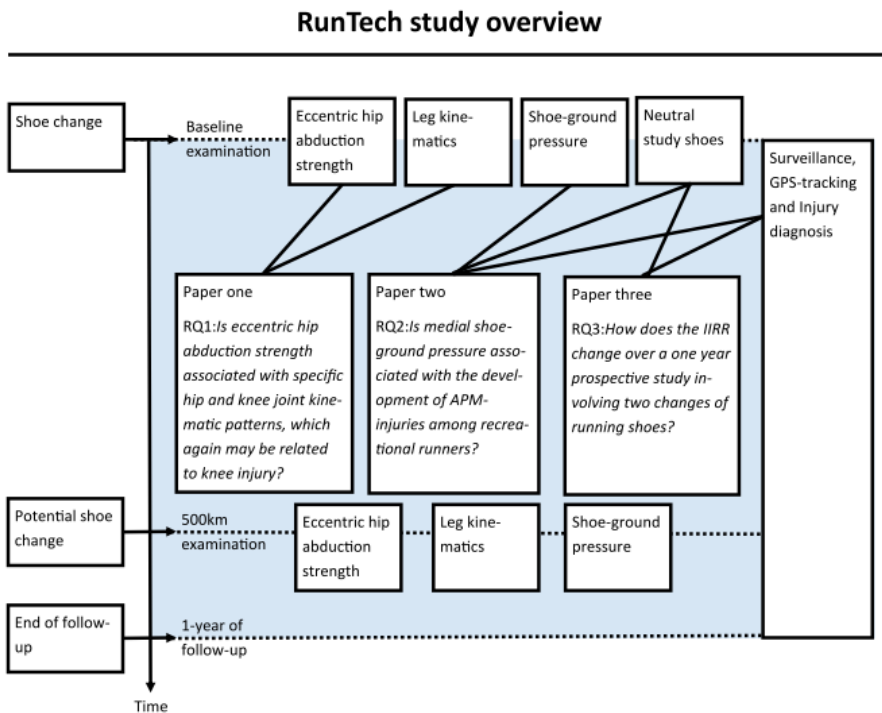 RunTech study overview
Shoe change
Baseline
examination
Eccentric hip
abduction
strength
Leg kine-
matics
Shoe-ground
pressure
Neutral
study shoes
Surveillance,
GPS-tracking
and Injury
diagnosis
Paper one
RQ1:Is eccentric hip
abduction strength
associated with specific
hip and knee joint kine-
matic patterns, which
again may be related
to knee injury?
Paper two
RQ2:Is medial shoe-
ground pressure asso-
ciated with the devel-
opment of APM-
injuries among recrea-
tional runners?
Paper three
RQ3:How does the IIRR
change over a one year
prospective study in-
volving two changes of
running shoes?
Potential shoe
change
500km
examination
Eccentric hip
abduction
strength
Leg kine-
matics
Shoe-ground
pressure
End of follow-
up
1-year of
follow-up
Time